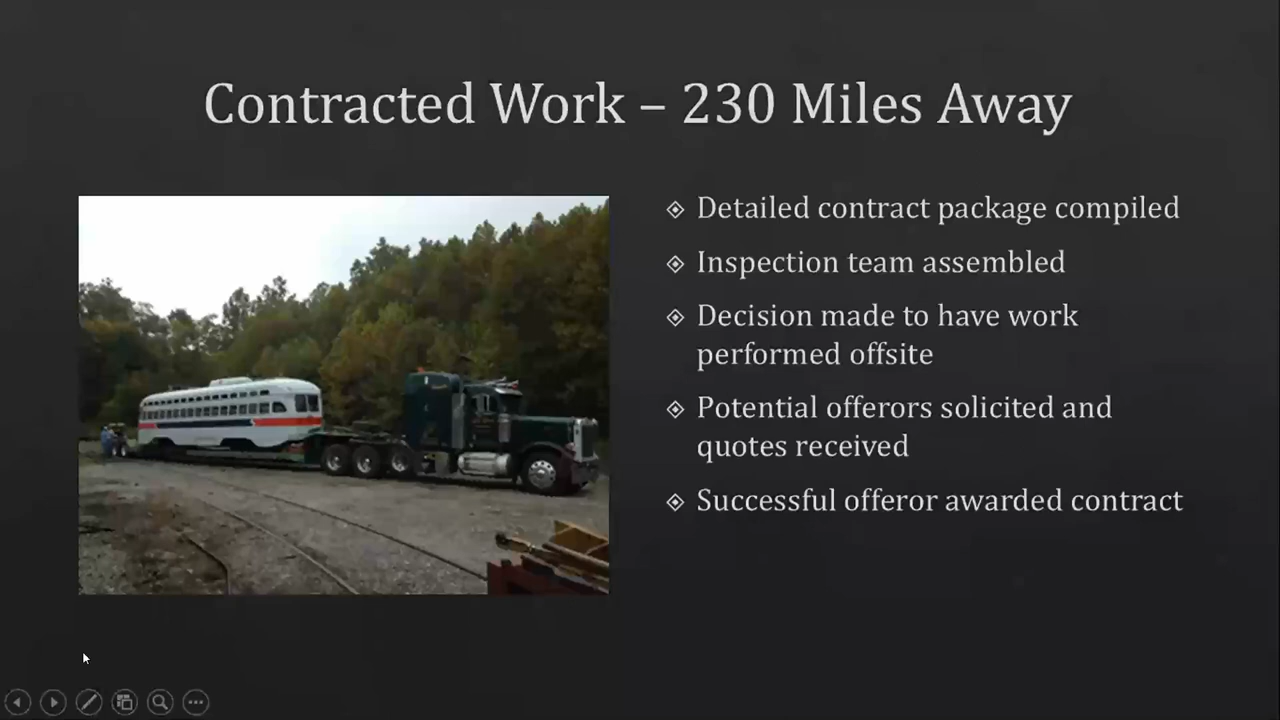 Contracted Work – 230 Miles Away
Detailed contract package compiled
Inspection team assembled
Decision made to have work
performed offsite
Potential offerors solicited and
quotes received
Successful offeror awarded contract